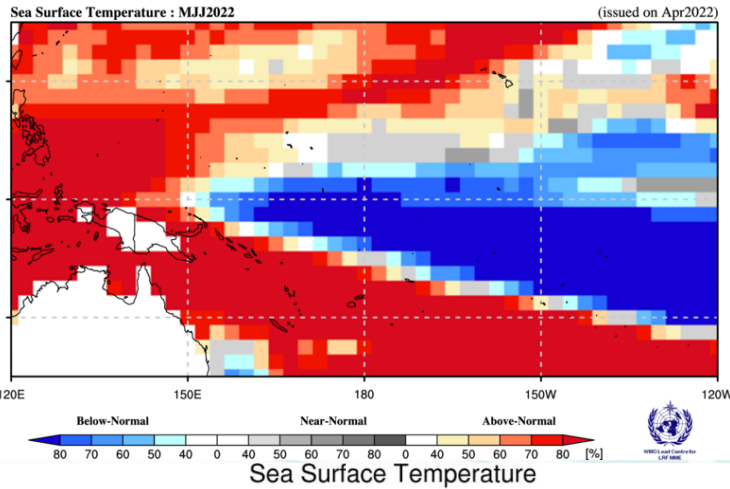 Sea Surface Temperature : MJJ2022
(issued on Apr2022)
120E 150E 180 150W 120W
Below-Normal Near-Normal Above-Normal
80 70 60 50 40 0 40 50 60 70 80 0 40 50 60 70 80 [%]
WMO Lead Centre for
LRF MME
Sea Surface Temperature